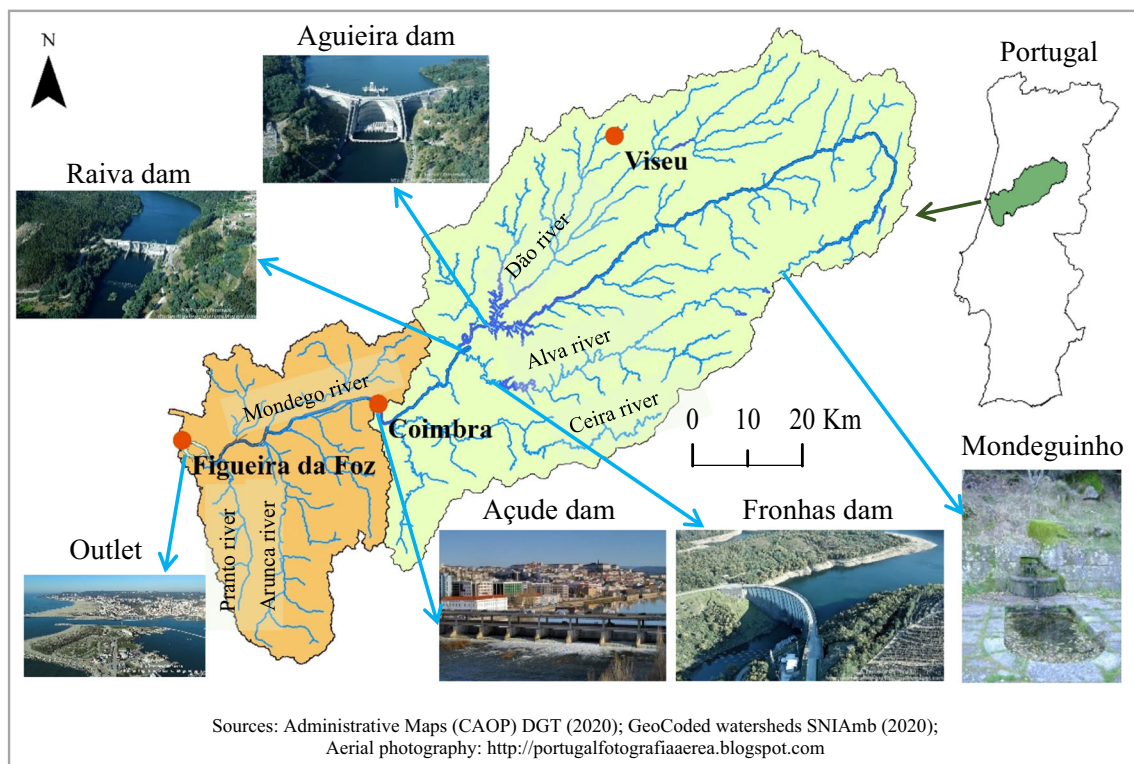 N
Aguieira dam
Portugal
Raiva dam
Viseu
Dão river
Alva river
Mondego river
Ceira river
0 10 20 Km
Coimbra
Figueira da Foz
Mondeguinho
Açude dam
Fronhas dam
Outlet
Pranto river
Arunca river
Sources: Administrative Maps (CAOP) DGT (2020); GeoCoded watersheds SNIAmb (2020);
Aerial photography: http://portugalfotografiaaerea.blogspot.com